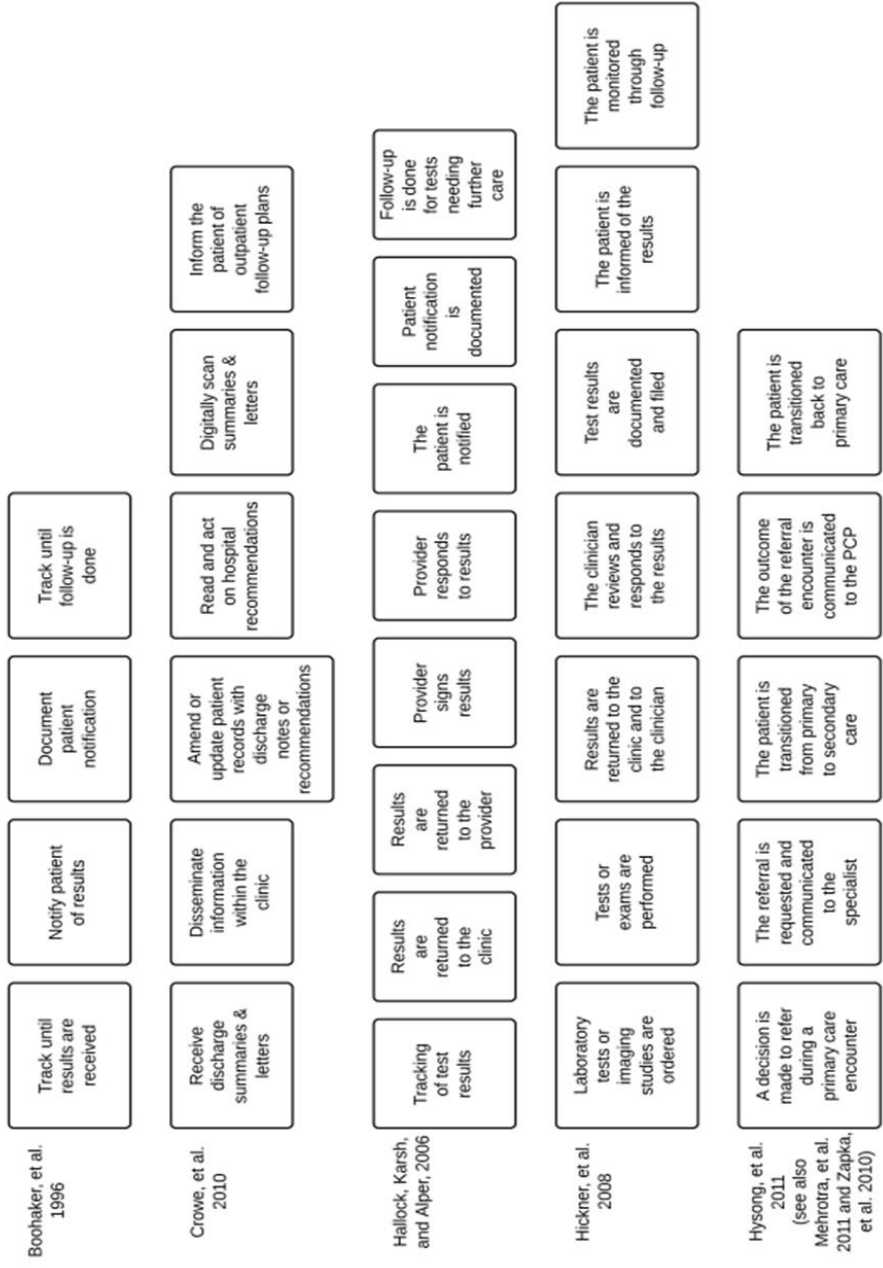 Boohaker, et al.
1996
Track until
results are
received
Notify patient
of results
Document
patient
notification
Track until
follow-up is
done
Crowe, et al.
2010
Receive
discharge
summaries &
letters
Disseminate
information
within the
clinic
Amend or
update patient
records with
discharge
notes or
recommendations
Read and act
on hospital
recommendations
Digitally scan
summaries &
letters
Inform the
patient of
outpatient
follow-up plans
Hallock, Karsh,
and Alper, 2006
Tracking
of test
results
Results
are
returned
to the
clinic
Results
are
returned
to the
provider
Provider
signs
results
Provider
responds
to results
The
patient is
notified
Patient
notification
is
documented
Follow-up
is done
for tests
needing
further
care
Hickner, et al.
2008
Laboratory
tests or
imaging
studies are
ordered
Tests or
exams are
performed
Results are
returned to the
clinic and to
the clinician
The clinician
reviews and
responds to
the results
Test results
are
documented
and filed
The patient is
informed of the
results
The patient is
monitored
through
follow-up
Hysong, et al.
2011
(see also
Mehrotra, et al.
2011 and Zapka,
et al. 2010)
A decision is
made to refer
during a
primary care
encounter
The referral is
requested and
communicated
to the
specialist
The patient is
transitioned
from primary
to secondary
care
The outcome
of the referral
encounter is
communicated
to the PCP
The patient is
transitioned
back to
primary care